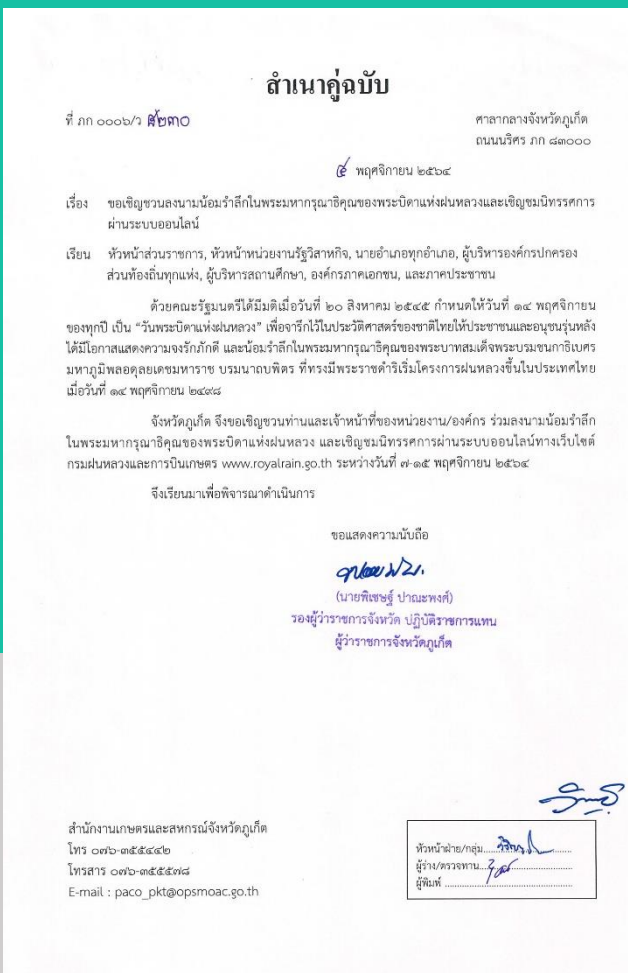 สำเนาคู่ฉบับ
ที่ ภก ๐๐๐๖/ว ๕๒๓๐
ศาลากลางจังหวัดภูเก็ต
ถนนนริศร ภก ๘๓๐๐๐
๕ พฤศจิกายน ๒๕๖๔
เรื่อง ขอเชิญชวนลงนามน้อมรำลึกในพระมหากรุณาธิคุณของพระบิดาแห่งฝนหลวงและเชิญชมนิทรรศการ
ผ่านระบบออนไลน์
เรียน หัวหน้าส่วนราชการ, หัวหน้าหน่วยงานรัฐวิสาหกิจ, นายอำเภอทุกอำเภอ, ผู้บริหารองค์กรปกครอง
ส่วนท้องถิ่นทุกแห่ง, ผู้บริหารสถานศึกษา, องค์กรภาคเอกชน, และภาคประชาชน
ด้วยคณะรัฐมนตรีได้มีมติเมื่อวันที่ ๒๐ สิงหาคม ๒๕๔๕ กำหนดให้วันที่ ๑๔ พฤศจิกายน
ของทุกปี เป็น “วันพระบิดาแห่งฝนหลวง” เพื่อจารึกไว้ในประวัติศาสตร์ของชาติไทยให้ประชาชนและอนุชนรุ่นหลัง
ได้มีโอกาสแสดงความจงรักภักดี และน้อมรำลึกในพระมหากรุณาธิคุณของพระบาทสมเด็จพระบรมชนกาธิเบศร
มหาภูมิพลอดุลยเดชมหาราช บรมนาถบพิตร ที่ทรงมีพระราชดำริเริ่มโครงการฝนหลวงขึ้นในประเทศไทย
เมื่อวันที่ ๑๔ พฤศจิกายน ๒๔๙๘
จังหวัดภูเก็ต จึงขอเชิญชวนท่านและเจ้าหน้าที่ของหน่วยงาน/องค์กร ร่วมลงนามน้อมรำลึก
ในพระมหากรุณาธิคุณของพระบิดาแห่งฝนหลวง และเชิญชมนิทรรศการผ่านระบบออนไลน์ทางเว็บไซต์
กรมฝนหลวงและการบินเกษตร www.royalrain.go.th ระหว่างวันที่ ๗-๑๕ พฤศจิกายน ๒๕๖๔
จึงเรียนมาเพื่อพิจารณาดำเนินการ
ขอแสดงความนับถือ
(นายพิเชษฐ์ ปาณะพงศ์)
รองผู้ว่าราชการจังหวัด ปฏิบัติราชการแทน
ผู้ว่าราชการจังหวัดภูเก็ต
สำนักงานเกษตรและสหกรณ์จังหวัดภูเก็ต
โทร ๐๗๖-๓๕๕๔๔๒
โทรสาร ๐๗๖-๓๕๕๕๗๘
E-mail : paco_pkt@opsmoac.go.th
หัวหน้าฝ่าย/กลุ่ม
ผู้ร่าง/ตรวจทาน
ผู้พิมพ์